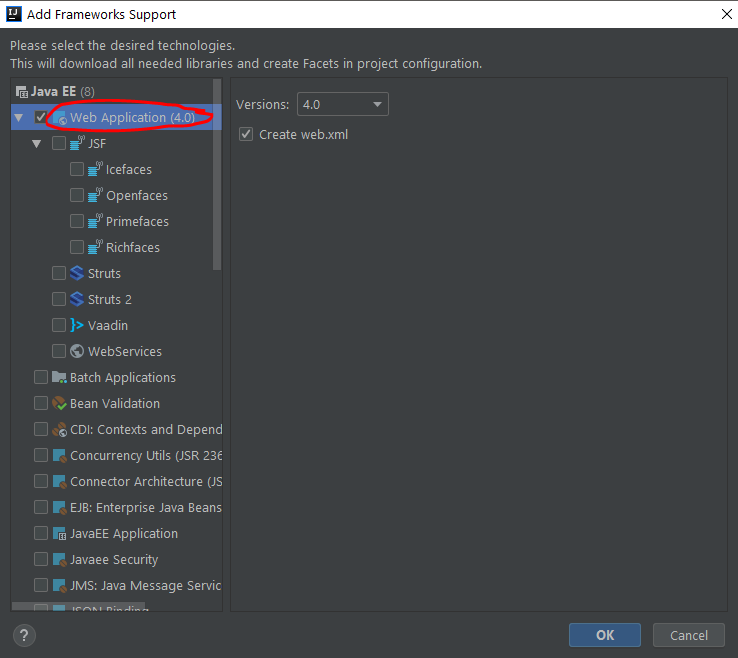 Add Frameworks Support
Please select the desired technologies.
This will download all needed libraries and create Facets in project configuration.
Java EE (8)
Web Application (4.0)
JSF
Icefaces
Openfaces
Primefaces
Richfaces
Struts
Struts 2
Vaadin
WebServices
Batch Applications
Bean Validation
CDI: Contexts and Depend
Concurrency Utils (JSR 236
Connector Architecture (JS
EJB: Enterprise Java Beans
JavaEE Application
Javaee Security
JMS: Java Message Servic
JSON Binding
Versions: 4.0
Create web.xml
? OK Cancel